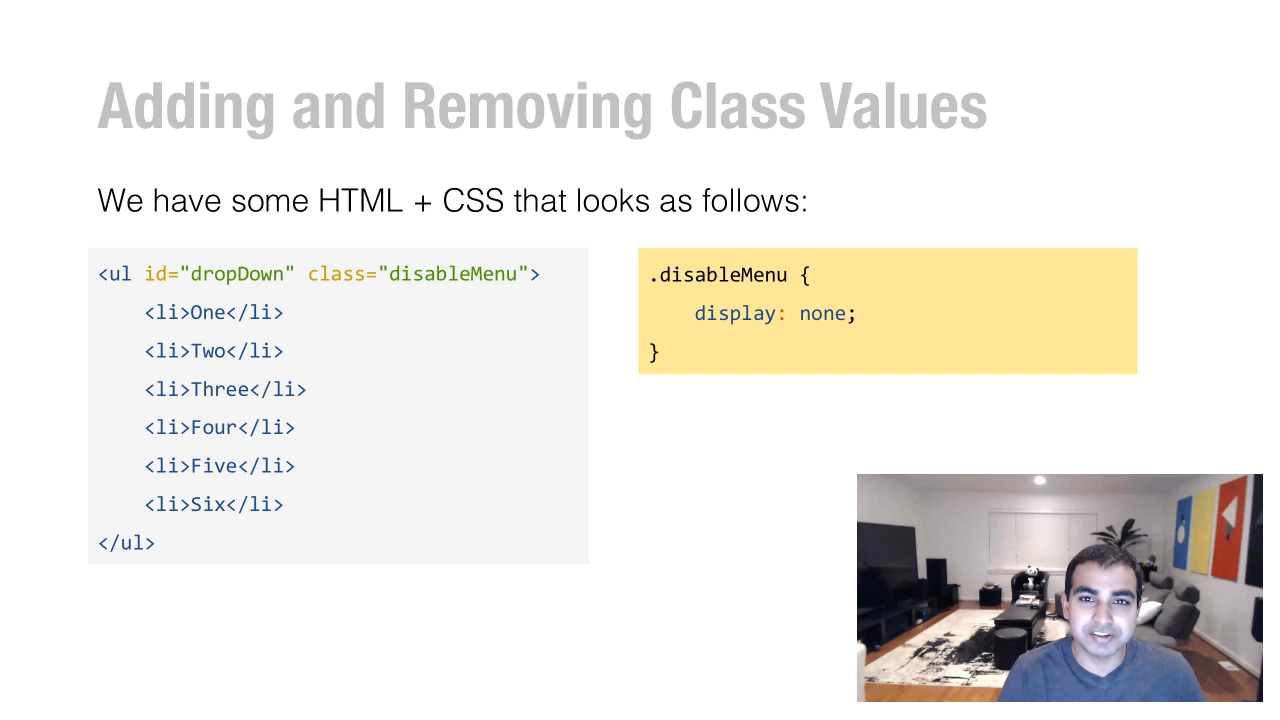 Adding and Removing Class Values
We have some HTML + CSS that looks as follows:
<ul id="dropDown" class="disableMenu">
    <li>One</li>
    <li>Two</li>
    <li>Three</li>
    <li>Four</li>
    <li>Five</li>
    <li>Six</li>
</ul>
.disableMenu {
    display: none;
}